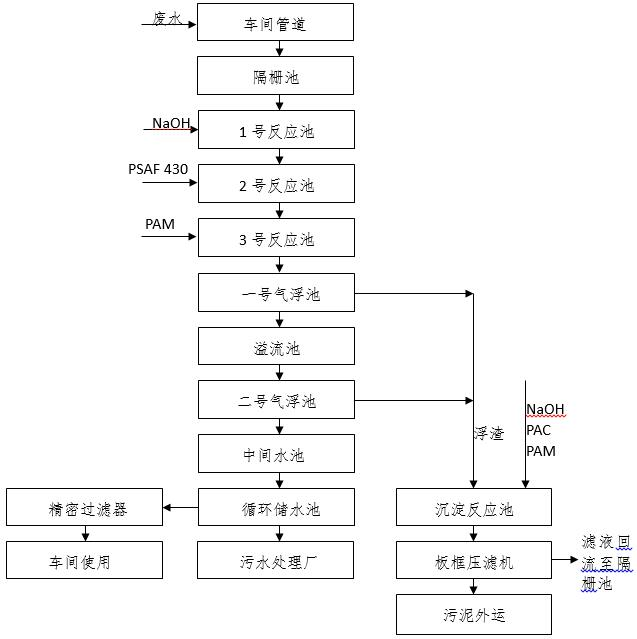 废水
车间管道
隔栅池
NaOH
1号反应池
PSAF 430
2号反应池
PAM
3号反应池
一号气浮池
溢流池
二号气浮池
NaOH
PAC
PAM
浮渣
中间水池
精密过滤器
循环储水池
沉淀反应池
车间使用
污水处理厂
板框压滤机
滤液回
流至隔
栅池
污泥外运